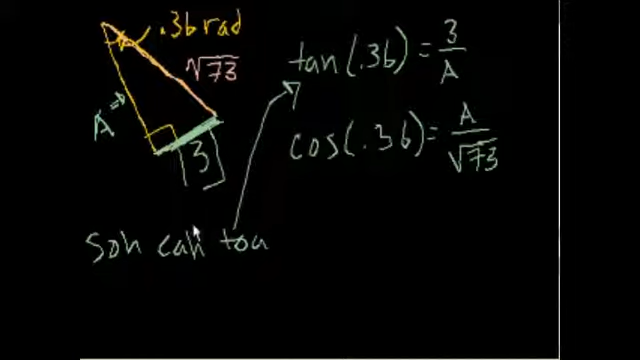 .36 rad
√73
A ⇒
3
tan(.36) = 3/A
cos(.36) = A/√73
soh cah toa